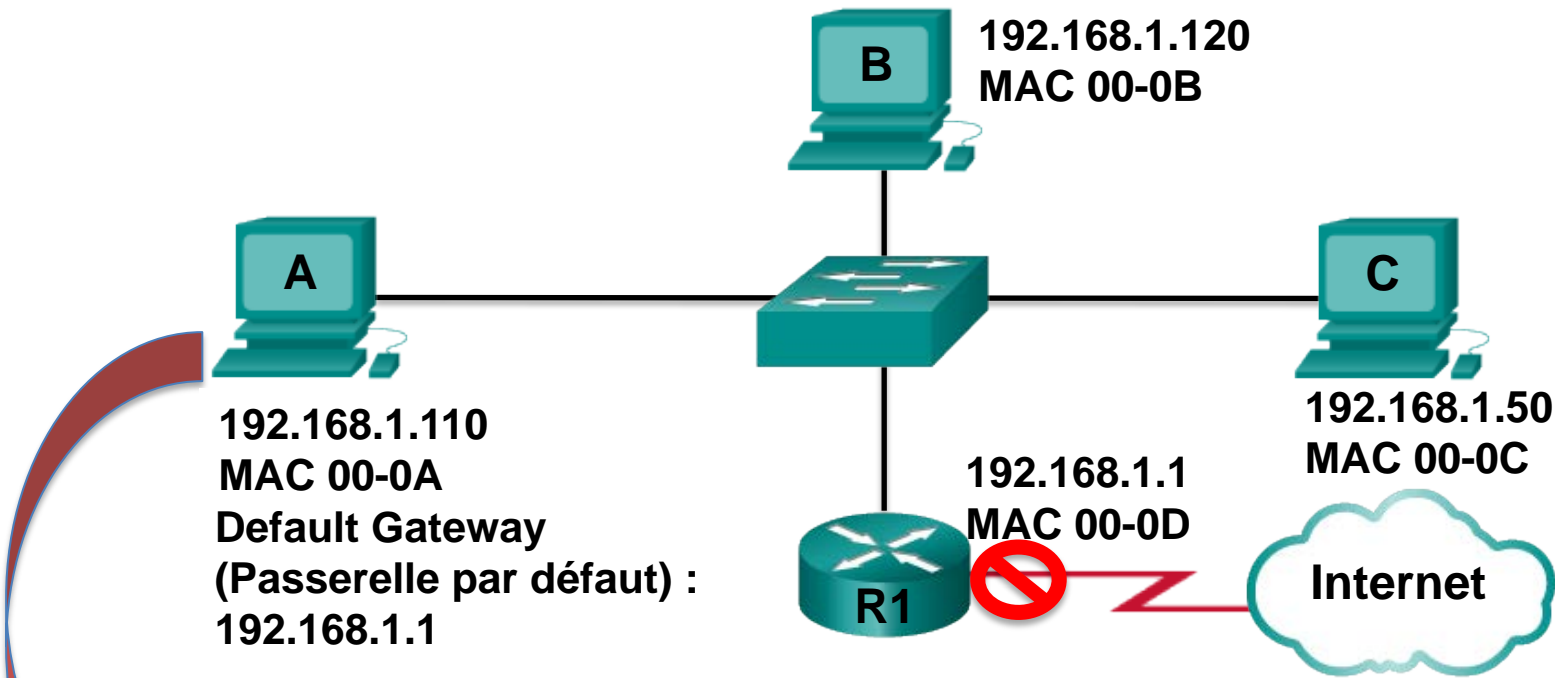 B
192.168.1.120
MAC 00-0B
A
C
192.168.1.110
MAC 00-0A
Default Gateway
(Passerelle par défaut) :
192.168.1.1
192.168.1.50
MAC 00-0C
192.168.1.1
MAC 00-0D
R1
Internet